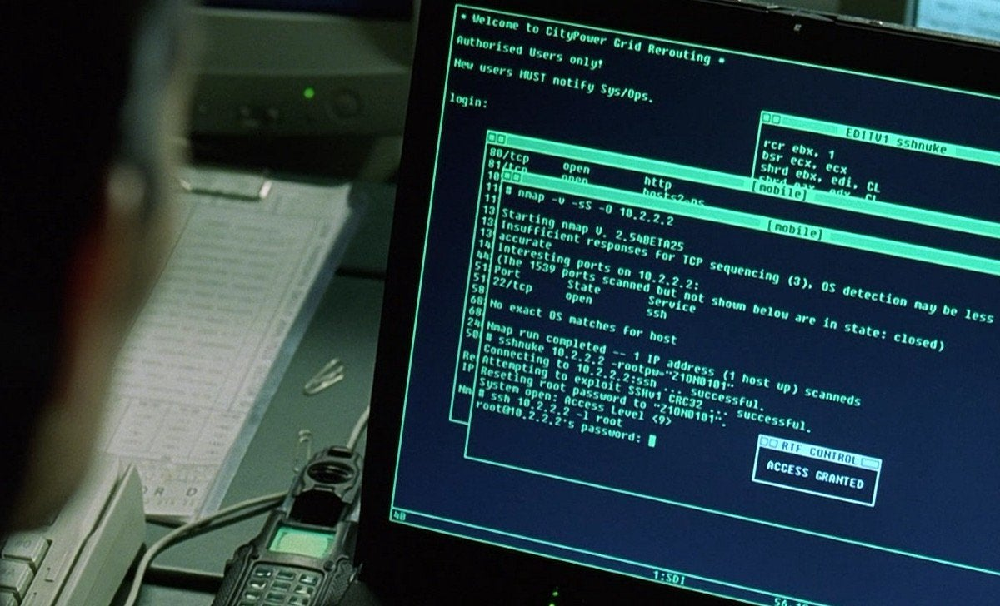 * Welcome to CityPower Grid Rerouting *
Authorised Users only!
New users MUST notify Sys/Ops.
login:
EDITV1 sshnuke
rcr ebx, 1
bsr ecx, ecx
shrd ebx, edi, CL
shrd eax, edx, CL
[mobile]
80/tcp open http
81/tcp open hosts2-ns
[mobile]
# nmap -v -sS -O 10.2.2.2
Starting nmap V. 2.54BETA25
Insufficient responses for TCP sequencing (3), OS detection may be less
accurate
Interesting ports on 10.2.2.2:
(The 1539 ports scanned but not shown below are in state: closed)
Port State Service
22/tcp open ssh
No exact OS matches for host
Nmap run completed -- 1 IP address (1 host up) scanneds
# sshnuke 10.2.2.2 -rootpw="Z10N0101"
Connecting to 10.2.2.2:ssh ... successful.
Attempting to exploit SSHv1 CRC32 ... successful.
Reseting root password to "Z10N0101".
System open: Access Level <9>
# ssh 10.2.2.2 -l root
root@10.2.2.2's password:
RTF CONTROL
ACCESS GRANTED